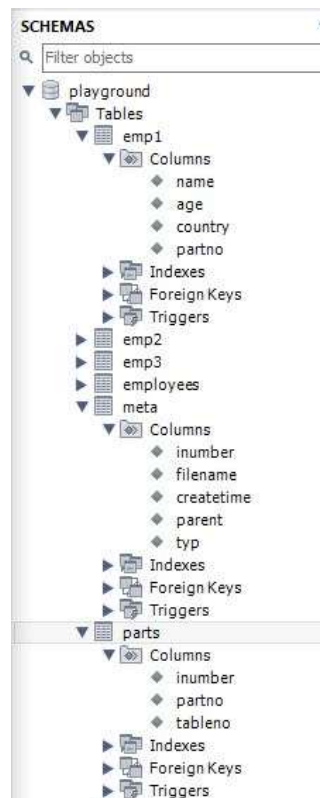 SCHEMAS
Filter objects
playground
Tables
emp1
Columns
name
age
country
partno
Indexes
Foreign Keys
Triggers
emp2
emp3
employees
meta
Columns
inumber
filename
createtime
parent
typ
Indexes
Foreign Keys
Triggers
parts
Columns
inumber
partno
tableno
Indexes
Foreign Keys
Triggers